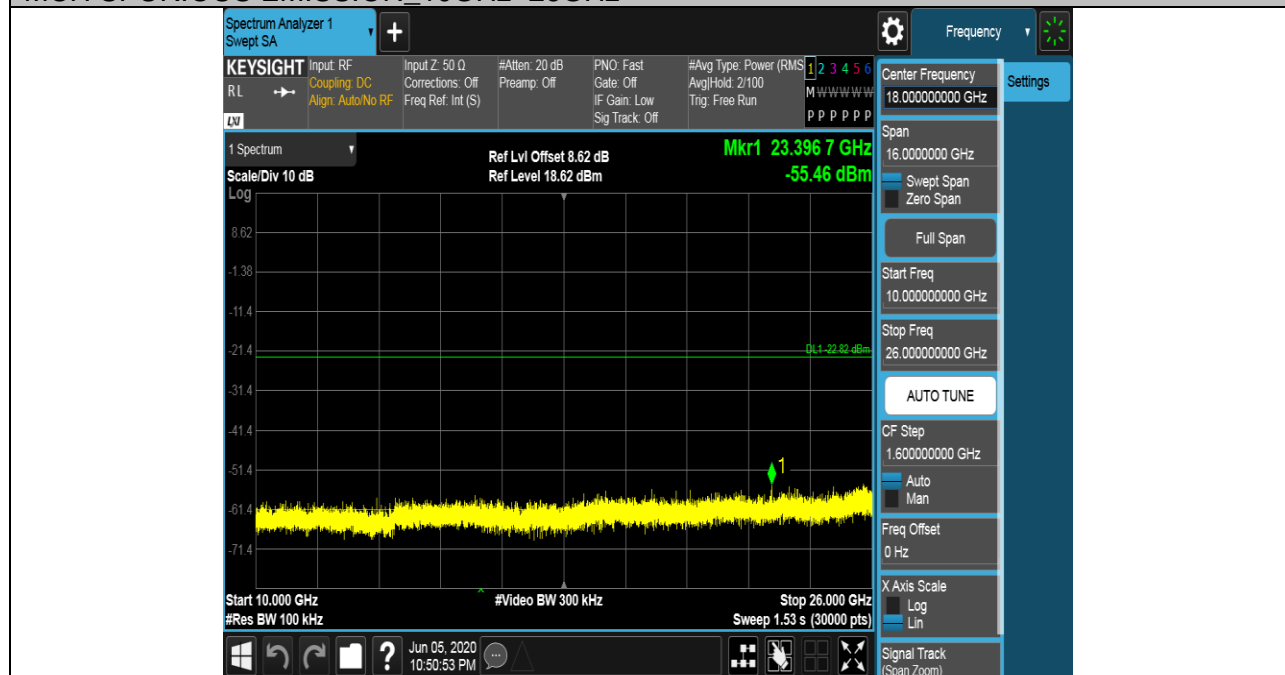 Spectrum Analyzer 1
Swept SA
Frequency
KEYSIGHT
RL
LXI
Input: RF
Coupling: DC
Align: Auto/No RF
Input Z: 50 Ω
Corrections: Off
Freq Ref: Int (S)
#Atten: 20 dB
Preamp: Off
PNO: Fast
Gate: Off
IF Gain: Low
Sig Track: Off
#Avg Type: Power (RMS
Avg|Hold: 2/100
Trig: Free Run
1 2 3 4 5 6
M W W W W W
P P P P P P
1 Spectrum
Scale/Div 10 dB
Log
Ref Lvl Offset 8.62 dB
Ref Level 18.62 dBm
Mkr1 23.396 7 GHz
-55.46 dBm
8.62
-1.38
-11.4
-21.4
DL1 -22.82 dBm
-31.4
-41.4
-51.4
1
-61.4
-71.4
Start 10.000 GHz
#Res BW 100 kHz
#Video BW 300 kHz
Stop 26.000 GHz
Sweep 1.53 s (30000 pts)
Jun 05, 2020
10:50:53 PM
?
Center Frequency
18.000000000 GHz
Span
16.0000000 GHz
Swept Span
Zero Span
Full Span
Start Freq
10.000000000 GHz
Stop Freq
26.000000000 GHz
AUTO TUNE
CF Step
1.600000000 GHz
Auto
Man
Freq Offset
0 Hz
X Axis Scale
Log
Lin
Signal Track
(Span Zoom)
Settings